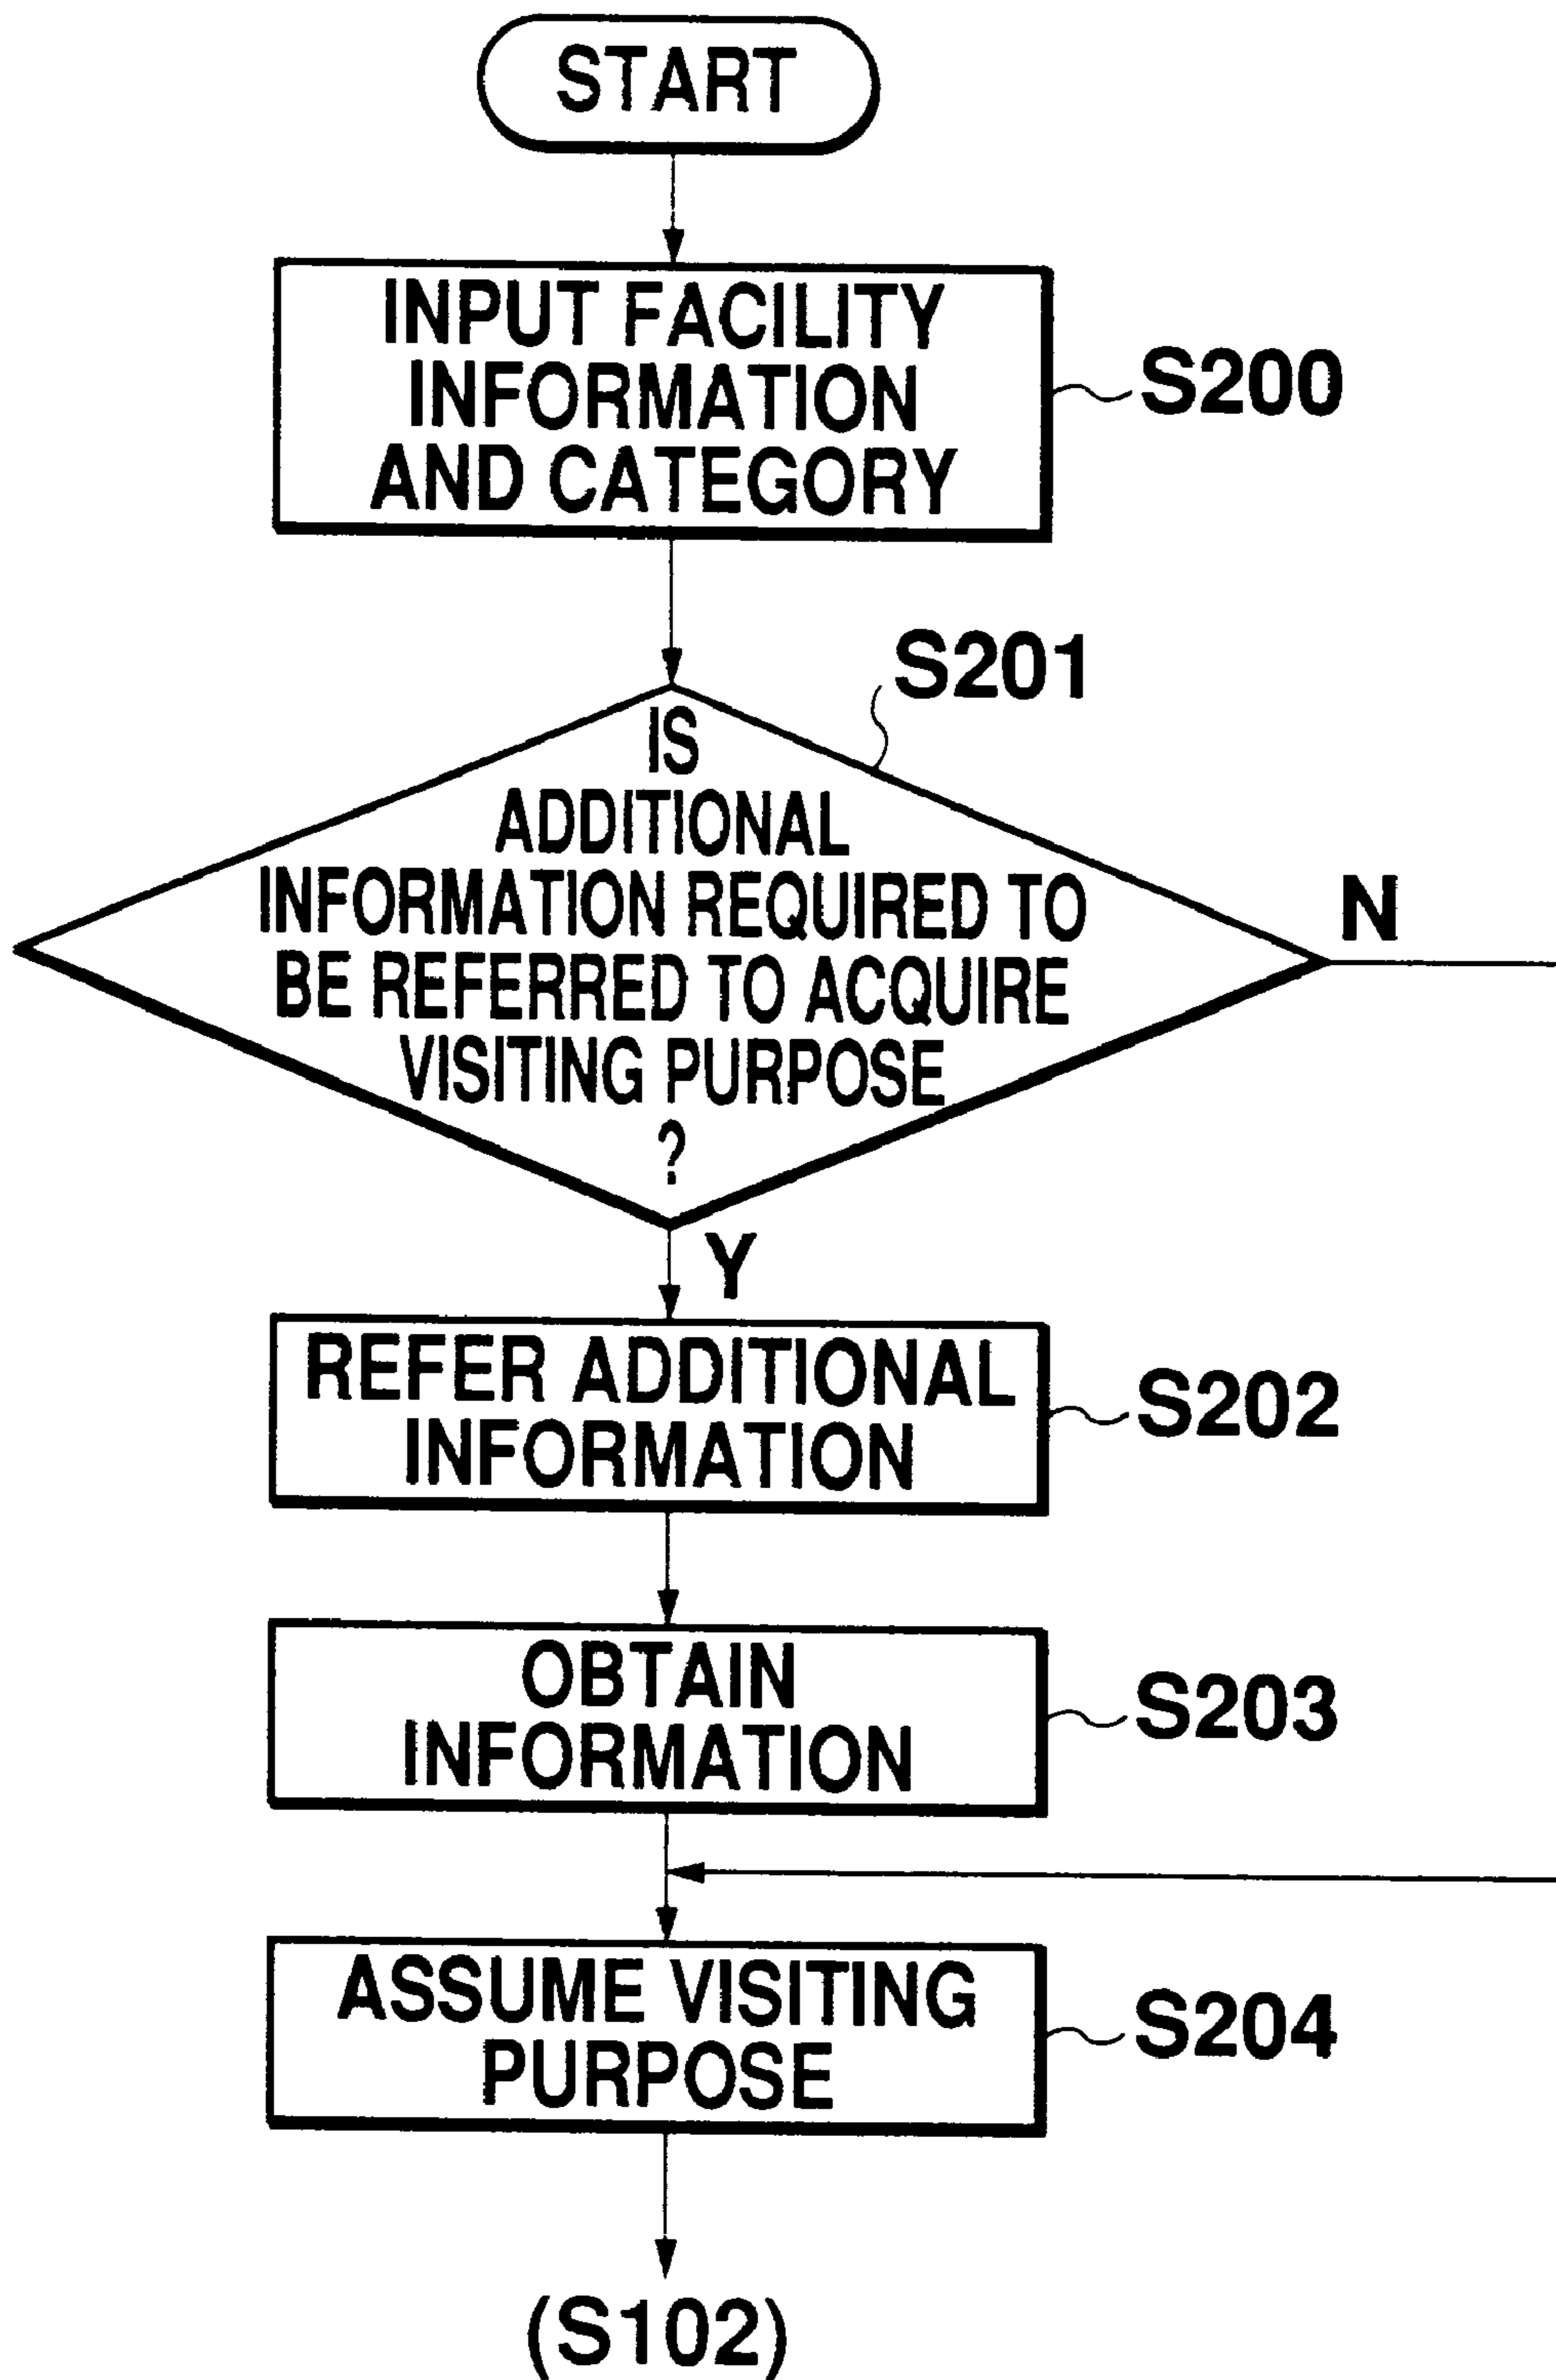 START
INPUT FACILITY
INFORMATION
AND CATEGORY
S200
S201
IS
ADDITIONAL
INFORMATION REQUIRED TO
BE REFERRED TO ACQUIRE
VISITING PURPOSE
?
N
Y
REFER ADDITIONAL
INFORMATION
S202
OBTAIN
INFORMATION
S203
ASSUME VISITING
PURPOSE
S204
(S102)